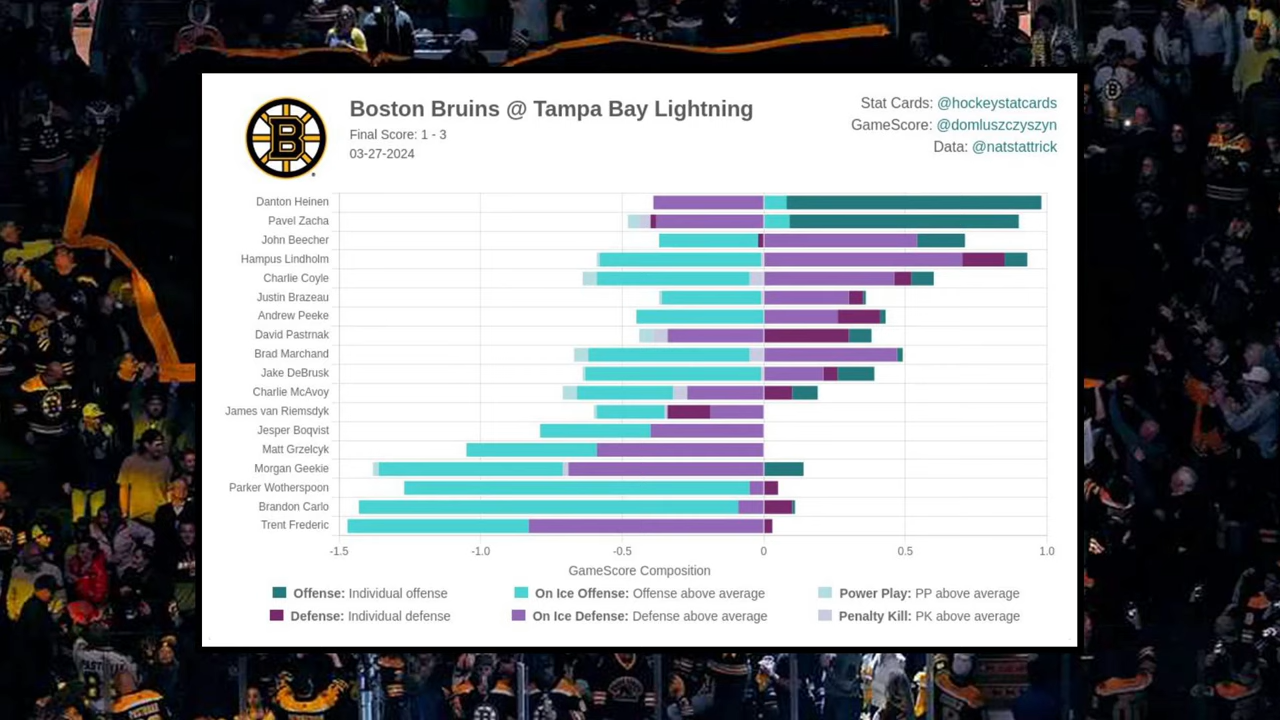 Boston Bruins @ Tampa Bay Lightning
Final Score: 1 - 3
03-27-2024
Stat Cards: @hockeystatcards
GameScore: @domluszczyszyn
Data: @natstattrick
B
Danton Heinen
Pavel Zacha
John Beecher
Hampus Lindholm
Charlie Coyle
Justin Brazeau
Andrew Peeke
David Pastrnak
Brad Marchand
Jake DeBrusk
Charlie McAvoy
James van Riemsdyk
Jesper Boqvist
Matt Grzelcyk
Morgan Geekie
Parker Wotherspoon
Brandon Carlo
Trent Frederic
-1.5 -1.0 -0.5 0 0.5 1.0
GameScore Composition
Offense: Individual offense On Ice Offense: Offense above average Power Play: PP above average
Defense: Individual defense On Ice Defense: Defense above average Penalty Kill: PK above average